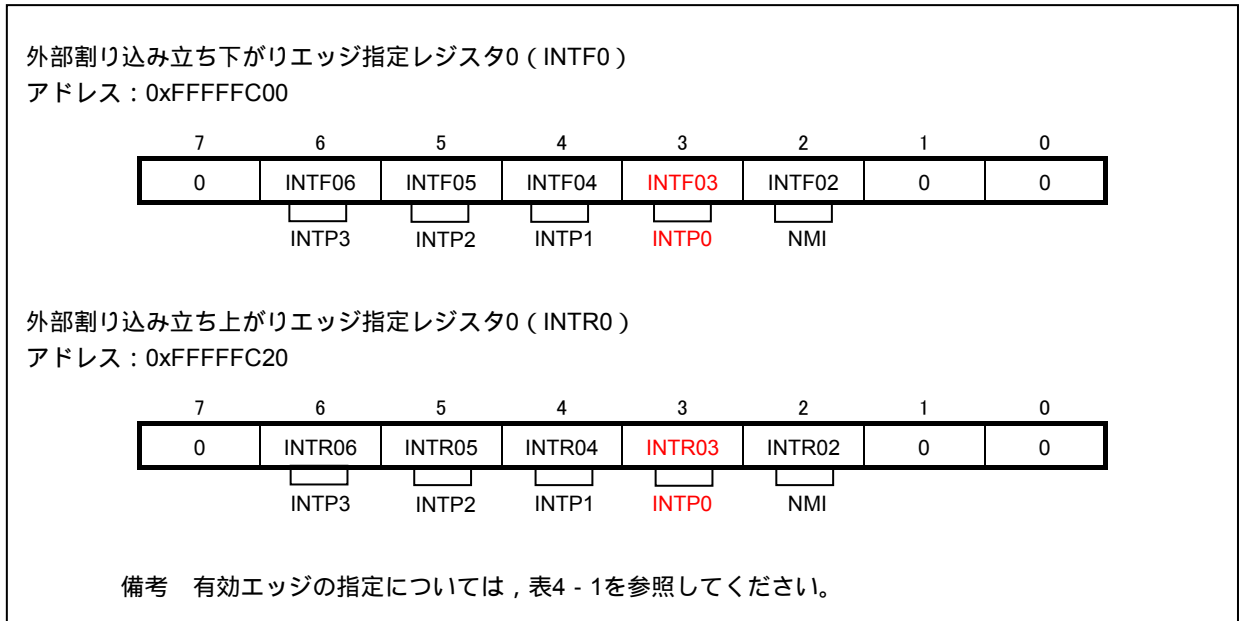 外部割り込み立ち下がりエッジ指定レジスタ0（INTF0）
アドレス：0xFFFFFC00
7 6 5 4 3 2 1 0
0 INTF06 INTF05 INTF04 INTF03 INTF02 0 0
INTP3 INTP2 INTP1 INTP0 NMI
外部割り込み立ち上がりエッジ指定レジスタ0（INTR0）
アドレス：0xFFFFFC20
7 6 5 4 3 2 1 0
0 INTR06 INTR05 INTR04 INTR03 INTR02 0 0
INTP3 INTP2 INTP1 INTP0 NMI
備考　有効エッジの指定については，表4‐1を参照してください。